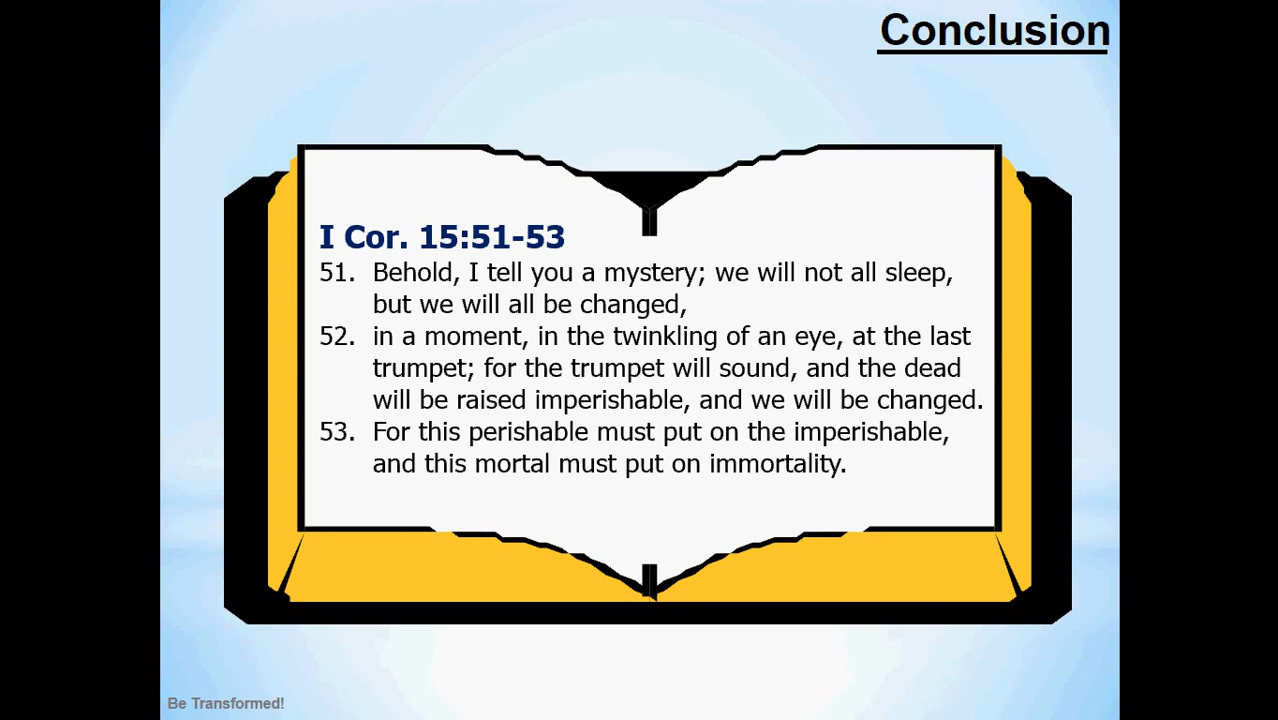 Conclusion
I Cor. 15:51-53
51. Behold, I tell you a mystery; we will not all sleep,
but we will all be changed,
52. in a moment, in the twinkling of an eye, at the last
trumpet; for the trumpet will sound, and the dead
will be raised imperishable, and we will be changed.
53. For this perishable must put on the imperishable,
and this mortal must put on immortality.
Be Transformed!